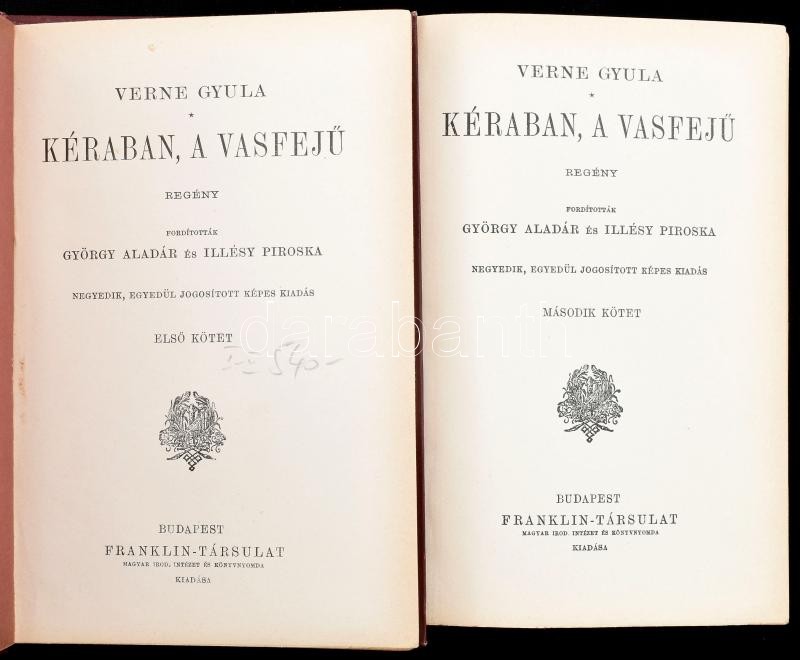 VERNE GYULA
*
KÉRABAN, A VASFEJŰ
REGÉNY
FORDÍTOTTÁK
GYÖRGY ALADÁR ÉS ILLÉSY PIROSKA
NEGYEDIK, EGYEDÜL JOGOSÍTOTT KÉPES KIADÁS
ELSŐ KÖTET
I-II 540-
BUDAPEST
FRANKLIN-TÁRSULAT
MAGYAR IROD. INTÉZET ÉS KÖNYVNYOMDA
KIADÁSA
VERNE GYULA
*
KÉRABAN, A VASFEJŰ
REGÉNY
FORDÍTOTTÁK
GYÖRGY ALADÁR ÉS ILLÉSY PIROSKA
NEGYEDIK, EGYEDÜL JOGOSÍTOTT KÉPES KIADÁS
MÁSODIK KÖTET
BUDAPEST
FRANKLIN-TÁRSULAT
MAGYAR IROD. INTÉZET ÉS KÖNYVNYOMDA
KIADÁSA
darabanth